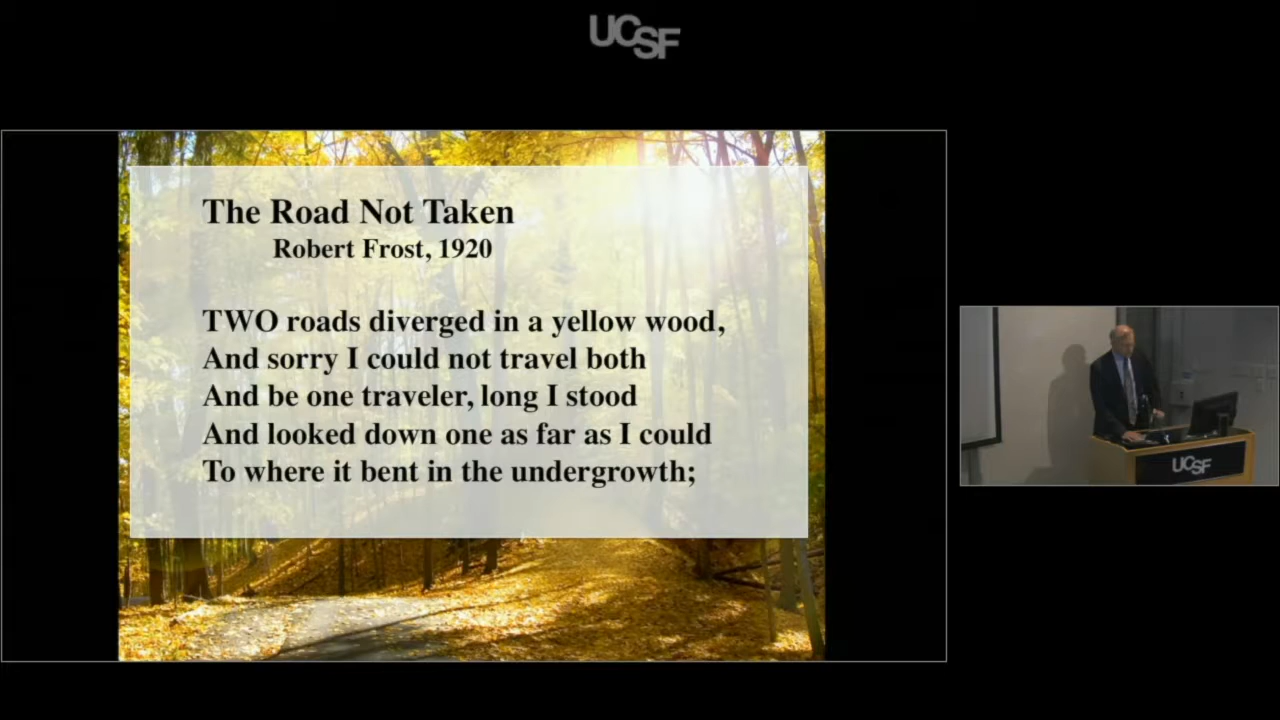 UCSF
The Road Not Taken
Robert Frost, 1920
TWO roads diverged in a yellow wood,
And sorry I could not travel both
And be one traveler, long I stood
And looked down one as far as I could
To where it bent in the undergrowth;
UCSF